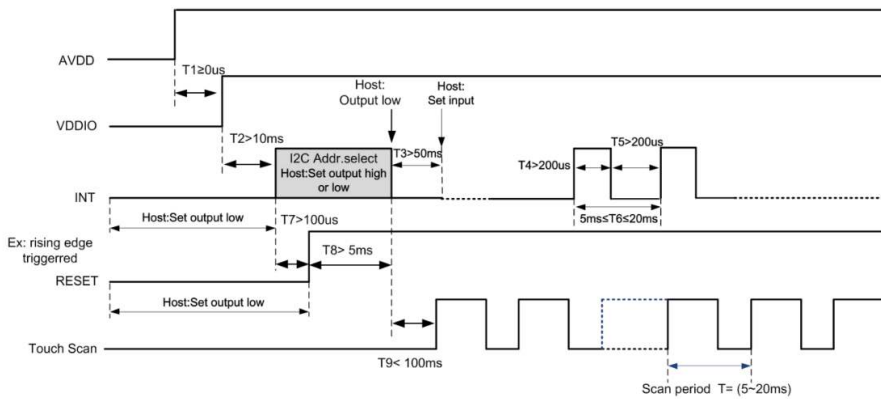 AVDD
T1≥0us
VDDIO
Host:
Output low
Host:
Set input
T2>10ms
I2C Addr.select
Host:Set output high
or low
T3>50ms
T4>200us
T5>200us
INT
Host:Set output low
T7>100us
5ms≤T6≤20ms
Ex: rising edge
triggerred
T8> 5ms
RESET
Host:Set output low
Touch Scan
T9< 100ms
Scan period T= (5~20ms)